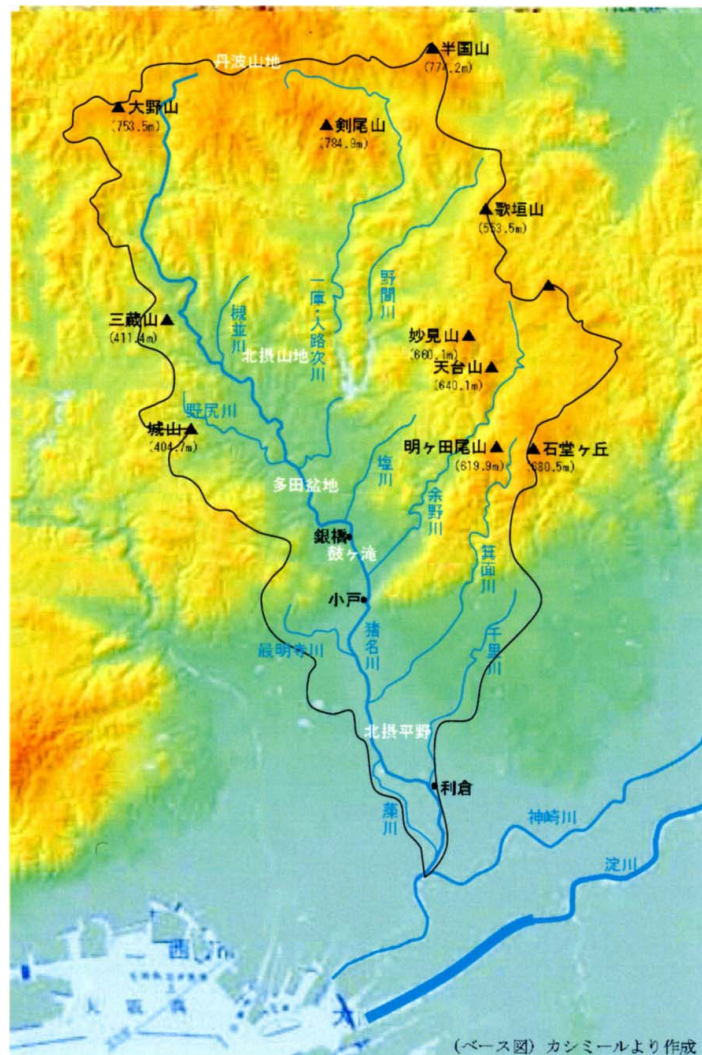 半国山
(774.2m)
丹波山地
大野山
(753.5m)
剣尾山
(784.9m)
歌垣山
(553.5m)
野間川
一庫・大路次川
槻並川
三蔵山
(411.4m)
妙見山
(660.1m)
北摂山地
天台山
(640.1m)
野尻川
城山
(404.7m)
明ヶ田尾山
(619.9m)
石堂ヶ丘
(680.5m)
塩川
多田盆地
余野川
銀橋
鼓ヶ滝
箕面川
小戸
猪名川
最明寺川
千里川
北摂平野
利倉
藻川
神崎川
淀川
大阪湾
(ベース図) カシミールより作成